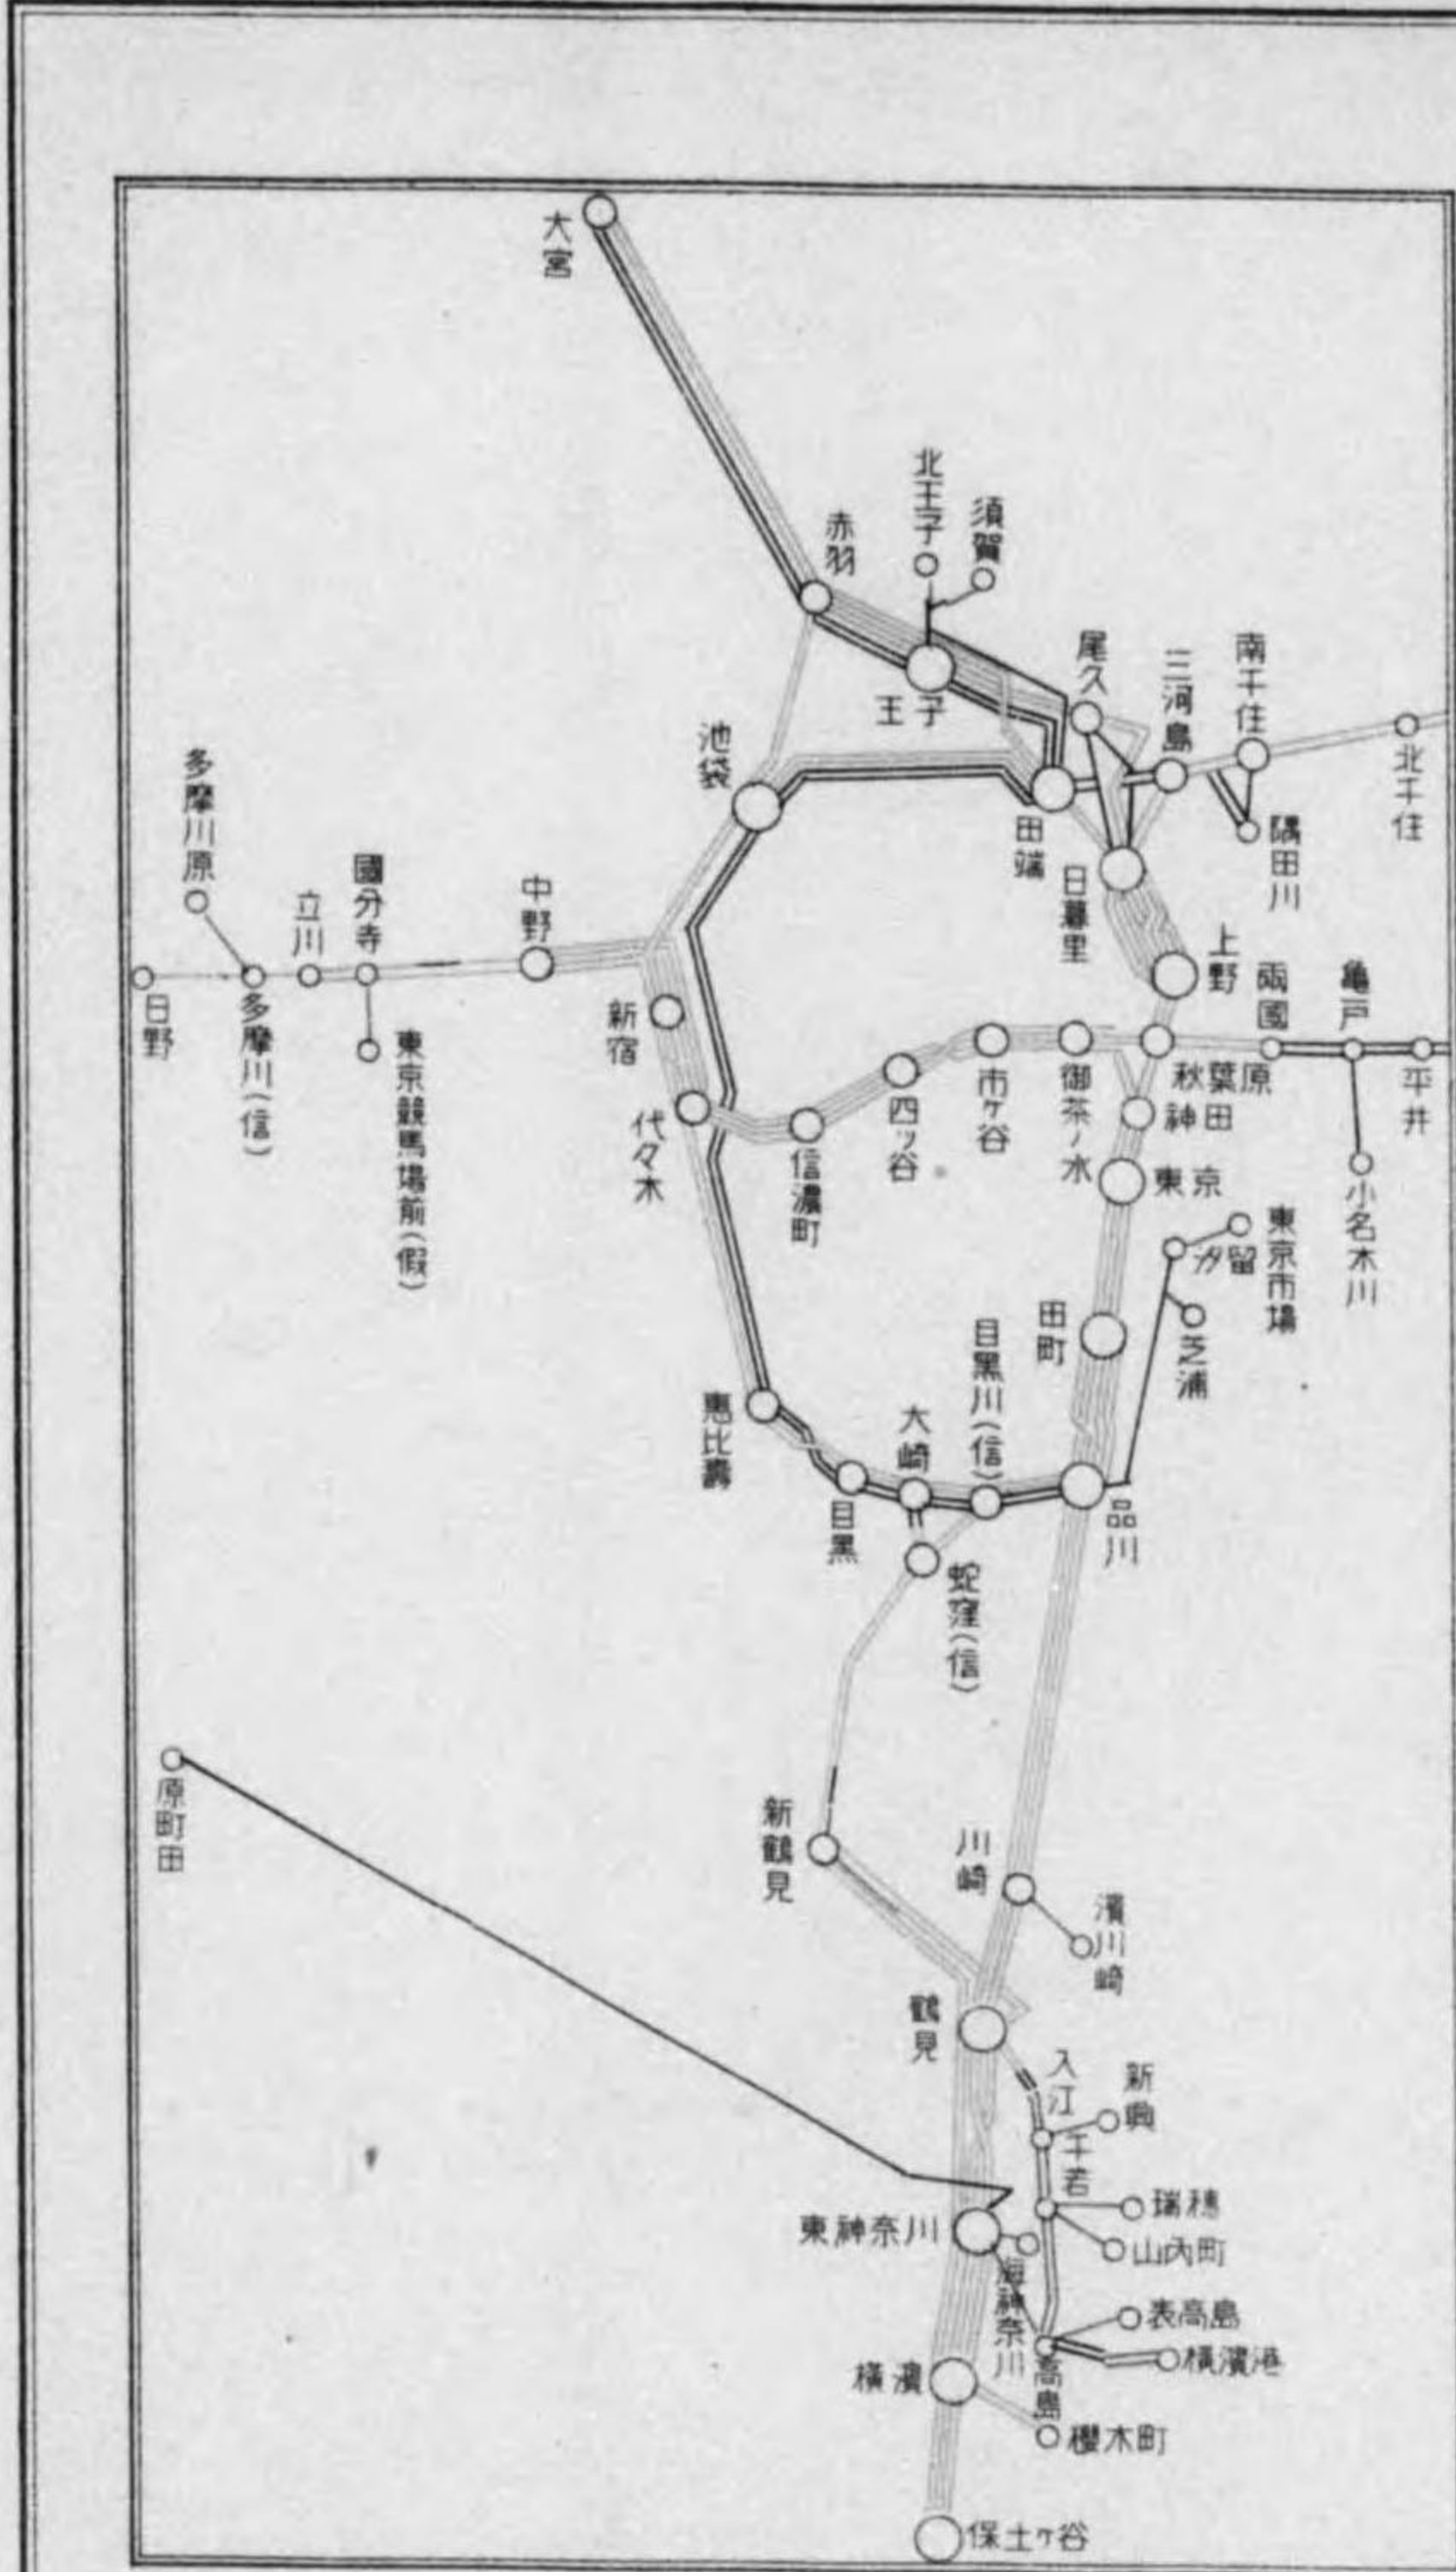 大宮
赤羽
北王子
須賀
王子
尾久
三河島
南千住
北千住
隅田川
池袋
田端
日暮里
上野
多摩川原
立川
國分寺
中野
日野
多摩川(信)
東京競馬場前(假)
新宿
代々木
信濃町
四ッ谷
市ヶ谷
御茶ノ水
秋葉原
兩國
亀戸
平井
神田
東京
小名木川
汐留
東京市場
芝浦
田町
目黒川(信)
大崎
恵比壽
目黒
品川
蛇窪(信)
原町田
新鶴見
川崎
濱川崎
鶴見
入江
新興
千若
瑞穂
山内町
東神奈川
海神奈川
表高島
横濱港
高島
横濱
櫻木町
保土ヶ谷